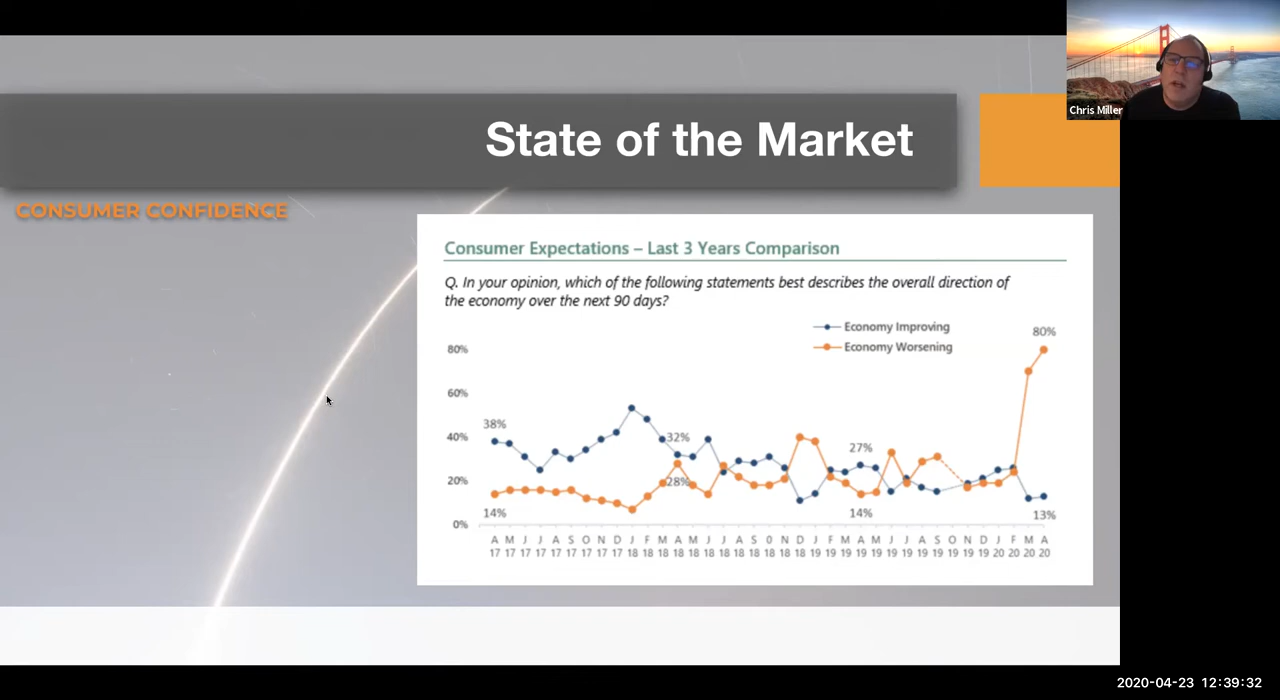 Chris Miller
State of the Market
CONSUMER CONFIDENCE
Consumer Expectations – Last 3 Years Comparison
Q. In your opinion, which of the following statements best describes the overall direction of
the economy over the next 90 days?
Economy Improving
Economy Worsening
80%
80%
60%
40%
20%
0%
38%
32%
27%
28%
14%
14%
13%
A M J J A S O N D J F M A M J J A S 0 N D J F M A M J J A S O N D J F M A
17 17 17 17 17 17 17 17 17 18 18 18 18 18 18 18 18 18 18 18 18 19 19 19 19 19 19 19 19 19 19 19 19 20 20 20 20
2020-04-23 12:39:32